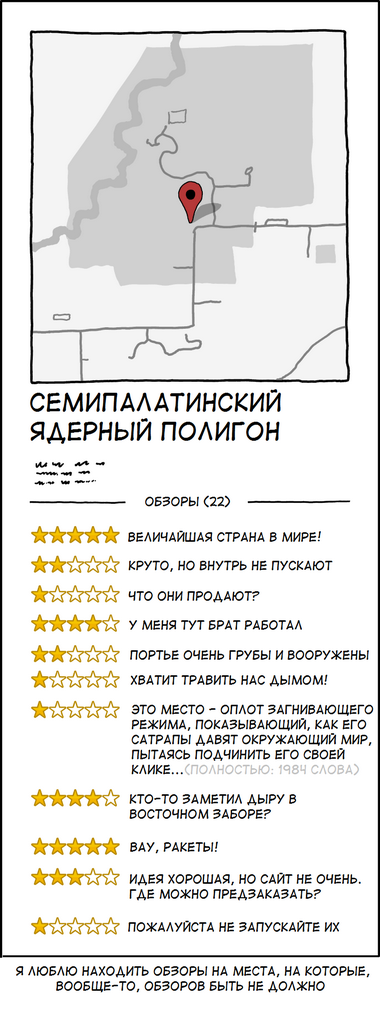 СЕМИПАЛАТИНСКИЙ
ЯДЕРНЫЙ ПОЛИГОН
ОБЗОРЫ (22)
ВЕЛИЧАЙШАЯ СТРАНА В МИРЕ!
КРУТО, НО ВНУТРЬ НЕ ПУСКАЮТ
ЧТО ОНИ ПРОДАЮТ?
У МЕНЯ ТУТ БРАТ РАБОТАЛ
ПОРТЬЕ ОЧЕНЬ ГРУБЫ И ВООРУЖЕНЫ
ХВАТИТ ТРАВИТЬ НАС ДЫМОМ!
ЭТО МЕСТО - ОПЛОТ ЗАГНИВАЮЩЕГО
РЕЖИМА, ПОКАЗЫВАЮЩИЙ, КАК ЕГО
САТРАПЫ ДАВЯТ ОКРУЖАЮЩИЙ МИР,
ПЫТАЯСЬ ПОДЧИНИТЬ ЕГО СВОЕЙ
КЛИКЕ...(ПОЛНОСТЬЮ: 1984 СЛОВА)
КТО-ТО ЗАМЕТИЛ ДЫРУ В
ВОСТОЧНОМ ЗАБОРЕ?
ВАУ, РАКЕТЫ!
ИДЕЯ ХОРОШАЯ, НО САЙТ НЕ ОЧЕНЬ.
ГДЕ МОЖНО ПРЕДЗАКАЗАТЬ?
ПОЖАЛУЙСТА НЕ ЗАПУСКАЙТЕ ИХ
Я ЛЮБЛЮ НАХОДИТЬ ОБЗОРЫ НА МЕСТА, НА КОТОРЫЕ,
ВООБЩЕ-ТО, ОБЗОРОВ БЫТЬ НЕ ДОЛЖНО